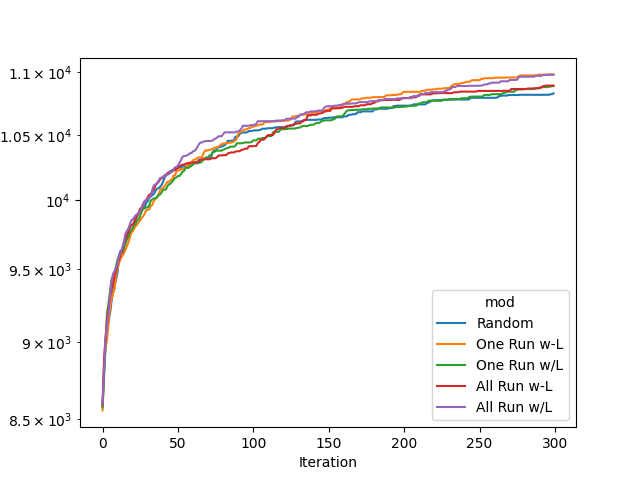 1.1 × 10⁴
1.05 × 10⁴
10⁴
9.5 × 10³
9 × 10³
8.5 × 10³
mod
Random
One Run w-L
One Run w/L
All Run w-L
All Run w/L
0 50 100 150 200 250 300
Iteration